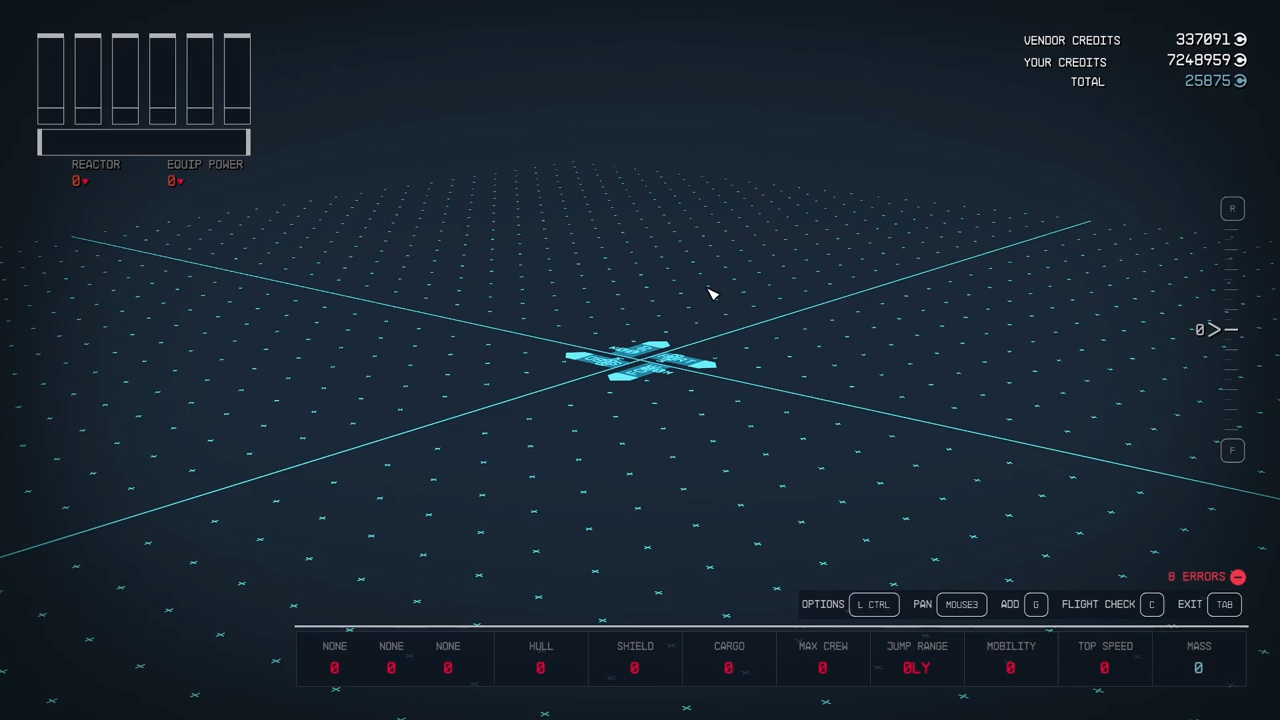 VENDOR CREDITS 337091
YOUR CREDITS 7248959
TOTAL 25875
REACTOR EQUIP POWER
0 0
R
0
F
8 ERRORS
OPTIONS L CTRL PAN MOUSE3 ADD G FLIGHT CHECK C EXIT TAB
NONE NONE NONE HULL SHIELD CARGO MAX CREW JUMP RANGE MOBILITY TOP SPEED MASS
0 0 0 0 0 0 0 0LY 0 0 0